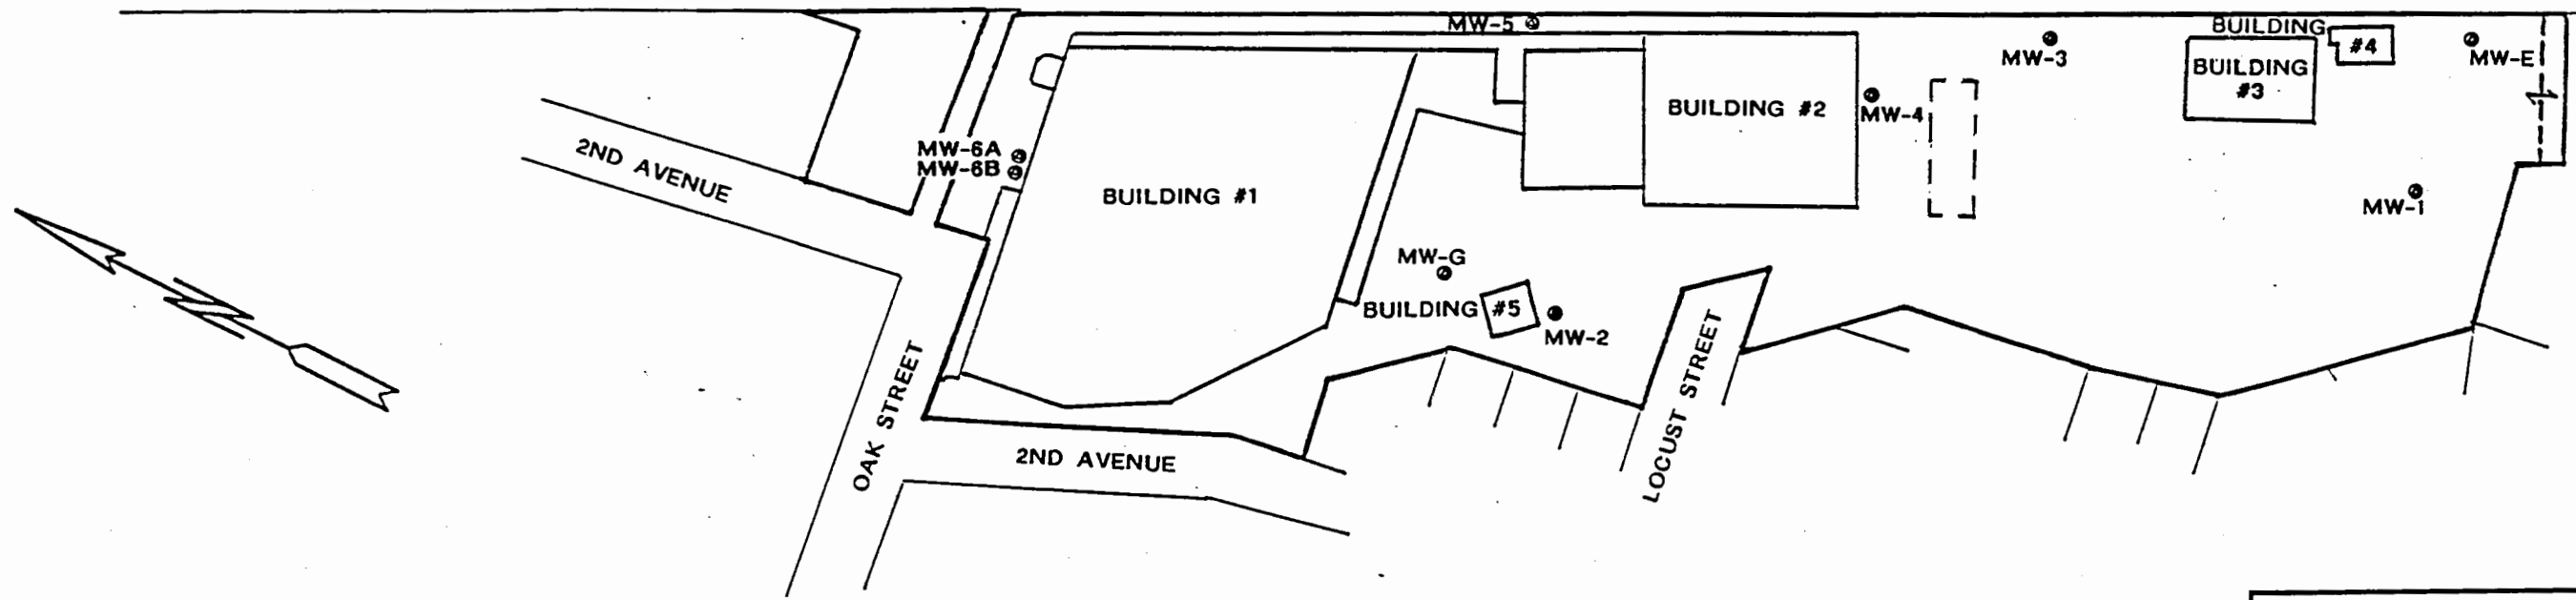 MW-5
BUILDING
#4
MW-3
BUILDING
#3
MW-E
BUILDING #2
MW-4
MW-6A
MW-6B
2ND AVENUE
BUILDING #1
MW-1
MW-G
BUILDING #5
MW-2
OAK STREET
LOCUST STREET
2ND AVENUE
N